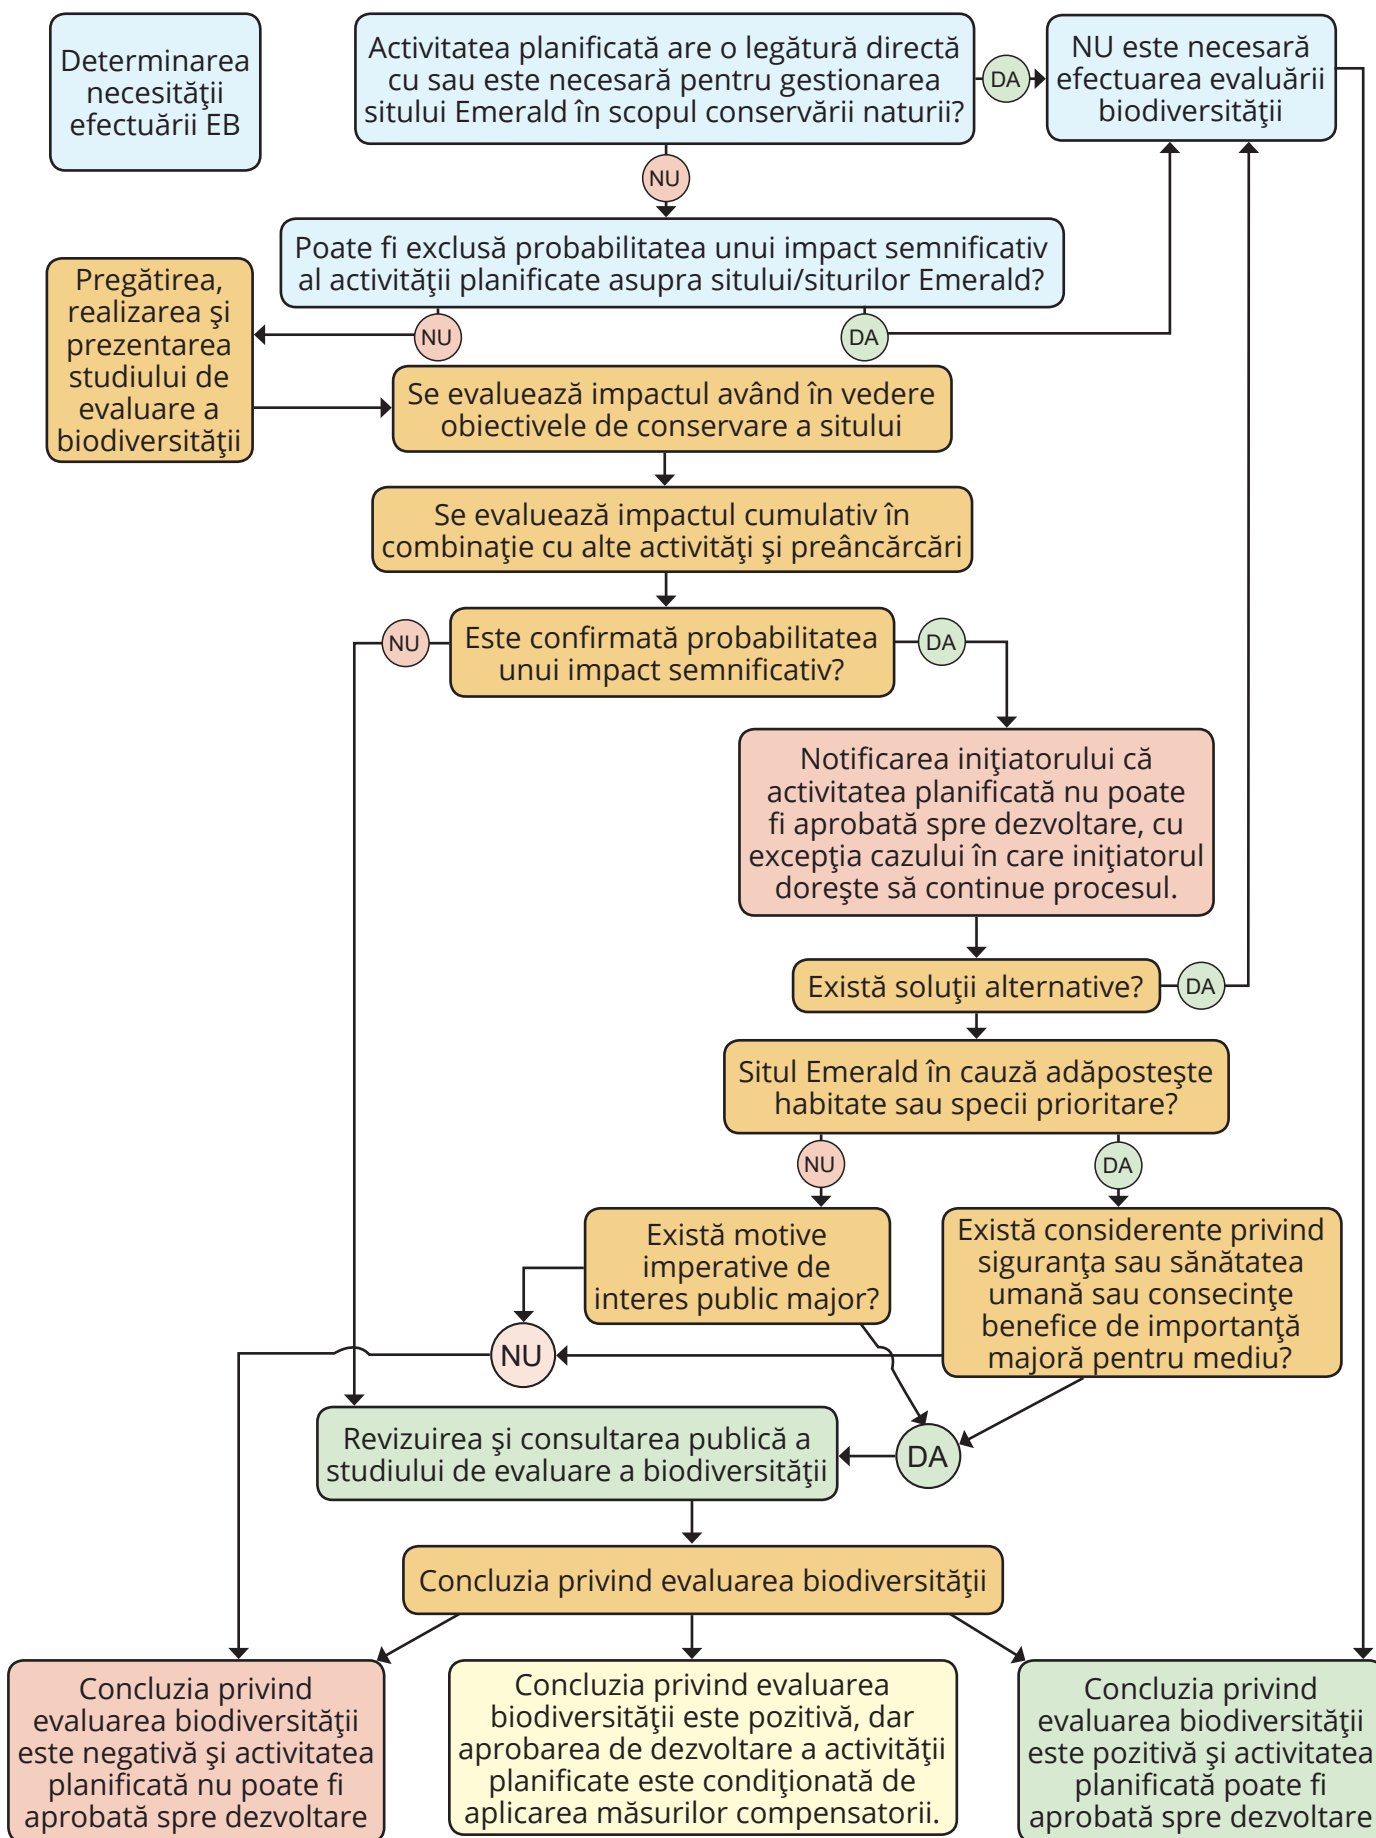 Determinarea
necesităţii
efectuării EB
Activitatea planificată are o legătură directă
cu sau este necesară pentru gestionarea
sitului Emerald în scopul conservării naturii?
DA
NU este necesară
efectuarea evaluării
biodiversităţii
NU
Poate fi exclusă probabilitatea unui impact semnificativ
al activităţii planificate asupra sitului/siturilor Emerald?
NU
DA
Pregătirea,
realizarea şi
prezentarea
studiului de
evaluare a
biodiversităţii
Se evaluează impactul având în vedere
obiectivele de conservare a sitului
Se evaluează impactul cumulativ în
combinaţie cu alte activităţi şi preâncărcări
NU
Este confirmată probabilitatea
unui impact semnificativ?
DA
Notificarea iniţiatorului că
activitatea planificată nu poate
fi aprobată spre dezvoltare, cu
excepţia cazului în care iniţiatorul
doreşte să continue procesul.
Există soluţii alternative?
DA
Situl Emerald în cauză adăposteşte
habitate sau specii prioritare?
NU
DA
Există motive
imperative de
interes public major?
Există considerente privind
siguranţa sau sănătatea
umană sau consecinţe
benefice de importanţă
majoră pentru mediu?
NU
DA
Revizuirea şi consultarea publică a
studiului de evaluare a biodiversităţii
Concluzia privind evaluarea biodiversităţii
Concluzia privind
evaluarea biodiversităţii
este negativă şi activitatea
planificată nu poate fi
aprobată spre dezvoltare
Concluzia privind evaluarea
biodiversităţii este pozitivă, dar
aprobarea de dezvoltare a activităţii
planificate este condiţionată de
aplicarea măsurilor compensatorii.
Concluzia privind
evaluarea biodiversităţii
este pozitivă şi activitatea
planificată poate fi
aprobată spre dezvoltare